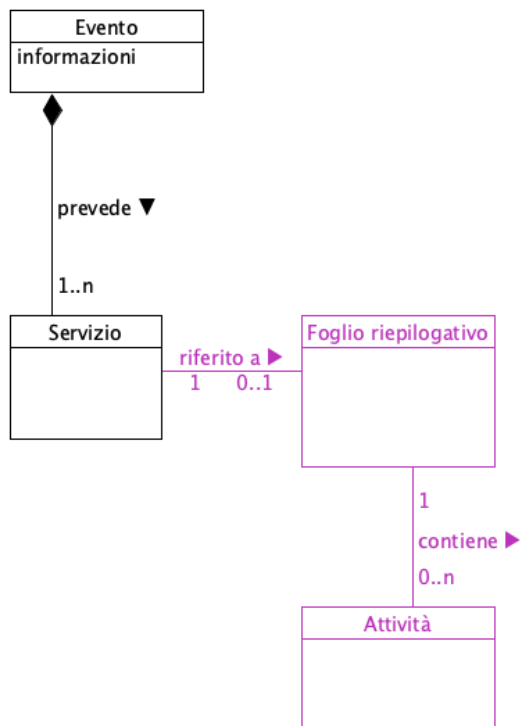 Evento
informazioni
prevede ▼
1..n
Servizio
riferito a ▶
1 0..1
Foglio riepilogativo
1
contiene ▶
0..n
Attività